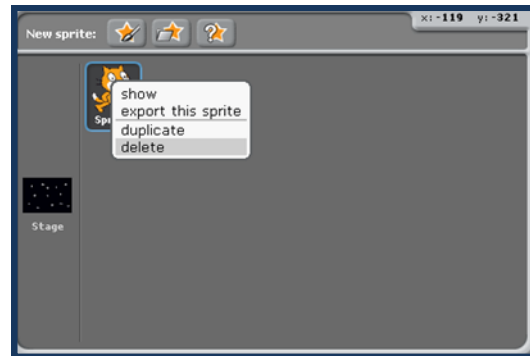 x: -119 y: -321
New sprite:
show
export this sprite
duplicate
delete
Stage